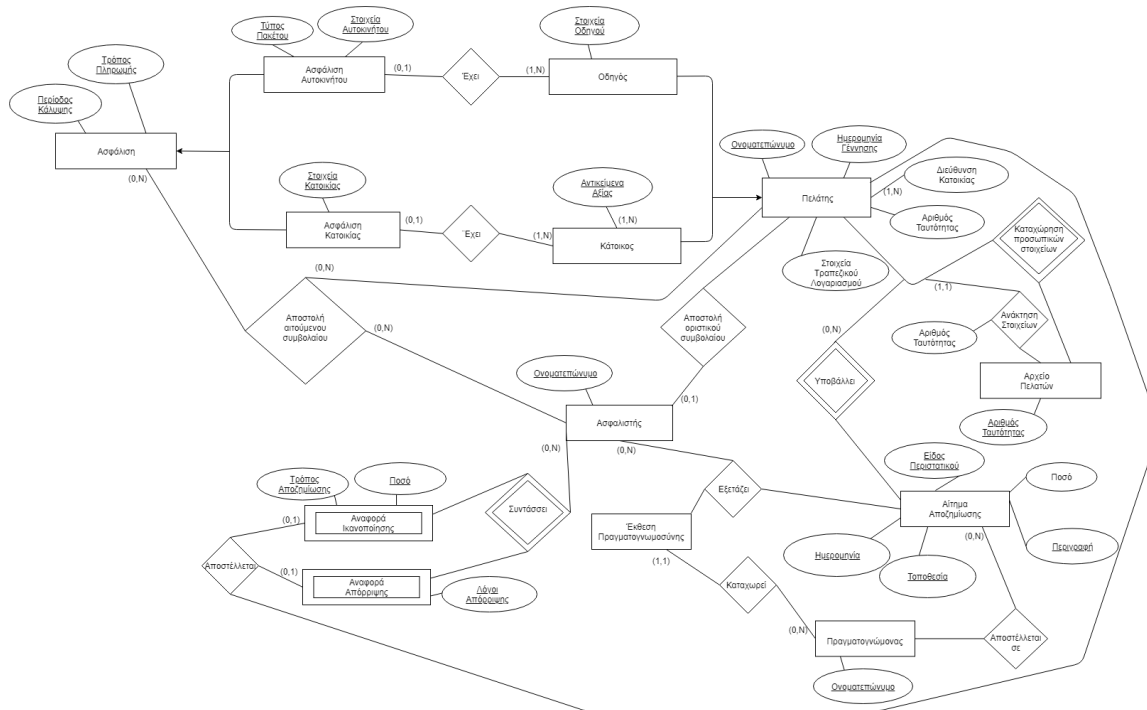 Τρόπος
Πληρωμής
Περίοδος
Κάλυψης
Ασφάλιση
(0,N)
Τύπος
Πακέτου
Στοιχεία
Αυτοκινήτου
Ασφάλιση
Αυτοκινήτου
(0,1)
Έχει
(1,N)
Στοιχεία
Οδηγού
Οδηγός
Στοιχεία
Κατοικίας
Ασφάλιση
Κατοικίας
(0,1)
Έχει
(1,N)
Αντικείμενα
Αξίας
(1,N)
Κάτοικος
Ονοματεπώνυμο
Ημερομηνία
Γέννησης
Πελάτης
(1,N)
Διεύθυνση
Κατοικίας
Αριθμός
Ταυτότητας
Στοιχεία
Τραπεζικού
Λογαριασμού
Καταχώρηση
προσωπικών
στοιχείων
(1,1)
Ανάκτηση
Στοιχείων
Αριθμός
Ταυτότητας
Αρχείο
Πελατών
Αριθμός
Ταυτότητας
(0,N)
Αποστολή
αιτούμενου
συμβολαίου
(0,N)
Αποστολή
οριστικού
συμβολαίου
(0,1)
(0,N)
Υποβάλλει
Ονοματεπώνυμο
Ασφαλιστής
(0,N)
(0,N)
Τρόπος
Αποζημίωσης
Ποσό
Αναφορά
Ικανοποίησης
(0,1)
Συντάσσει
Αποστέλλεται
(0,1)
Αναφορά
Απόρριψης
Λόγοι
Απόρριψης
Εξετάζει
Έκθεση
Πραγματογνωμοσύνης
(1,1)
Καταχωρεί
(0,N)
Πραγματογνώμονας
Ονοματεπώνυμο
Είδος
Περιστατικού
Ποσό
Αίτημα
Αποζημίωσης
(0,N)
Ημερομηνία
Τοποθεσία
Περιγραφή
Αποστέλλεται
σε